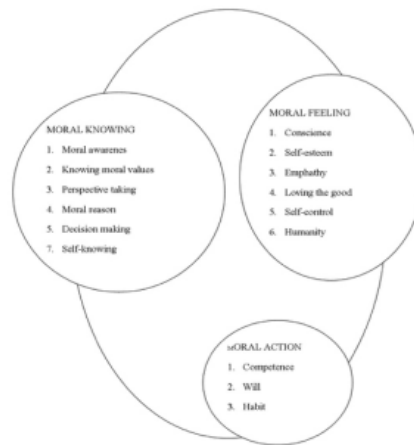 MORAL KNOWING
1. Moral awarenes
2. Knowing moral values
3. Perspective taking
4. Moral reason
5. Decision making
7. Self-knowing
MORAL FEELING
1. Conscience
2. Self-esteem
3. Emphathy
4. Loving the good
5. Self-control
6. Humanity
MORAL ACTION
1. Competence
2. Will
3. Habit